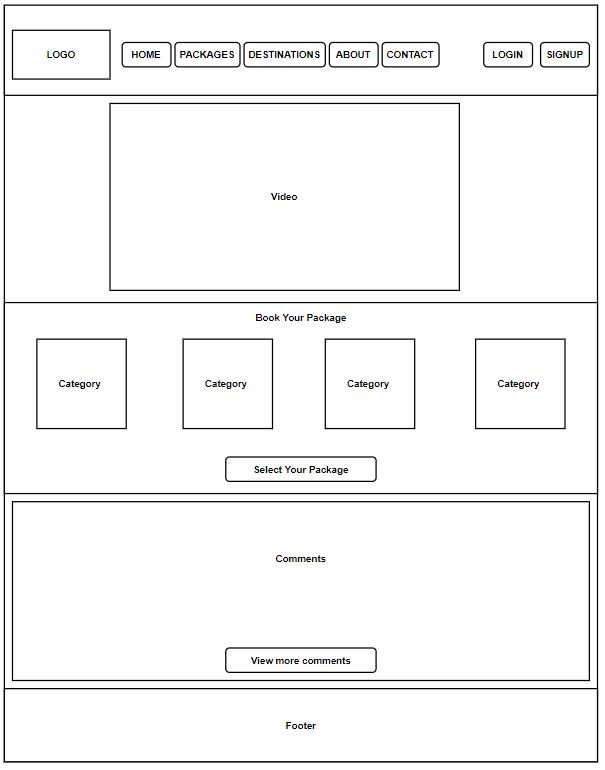 LOGO
HOME
PACKAGES
DESTINATIONS
ABOUT
CONTACT
LOGIN
SIGNUP
Video
Book Your Package
Category
Category
Category
Category
Select Your Package
Comments
View more comments
Footer